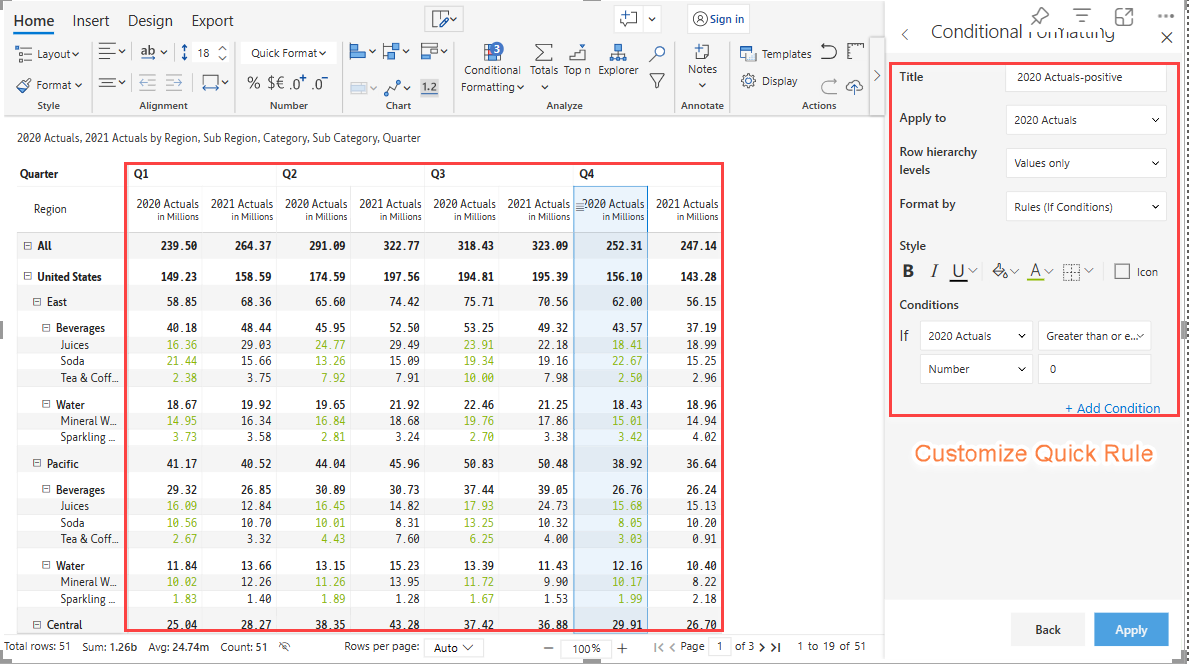 Home Insert Design Export
Sign in
Conditional Formatting
Layout ab 18 Quick Format 3
Conditional Formatting Totals Top n Explorer Notes Templates
Format % $€ .0+ .0- 1.2 Display
Style Alignment Number Chart Analyze Annotate Actions
2020 Actuals, 2021 Actuals by Region, Sub Region, Category, Sub Category, Quarter
Quarter Q1 Q2 Q3 Q4
Region 2020 Actuals in Millions 2021 Actuals in Millions 2020 Actuals in Millions 2021 Actuals in Millions 2020 Actuals in Millions 2021 Actuals in Millions 2020 Actuals in Millions 2021 Actuals in Millions
All 239.50 264.37 291.09 322.77 318.43 323.09 252.31 247.14
United States 149.23 158.59 174.59 197.56 194.81 195.39 156.10 143.28
East 58.85 68.36 65.60 74.42 75.71 70.56 62.00 56.15
Beverages 40.18 48.44 45.95 52.50 53.25 49.32 43.57 37.19
Juices 16.36 29.03 24.77 29.49 23.91 22.18 18.41 18.99
Soda 21.44 15.66 13.26 15.09 19.34 19.16 22.67 15.25
Tea & Coff... 2.38 3.75 7.92 7.91 10.00 7.98 2.50 2.96
Water 18.67 19.92 19.65 21.92 22.46 21.25 18.43 18.96
Mineral W... 14.95 16.34 16.84 18.68 19.76 17.86 15.01 14.94
Sparkling ... 3.73 3.58 2.81 3.24 2.70 3.38 3.42 4.02
Pacific 41.17 40.52 44.04 45.96 50.83 50.48 38.92 36.64
Beverages 29.32 26.85 30.89 30.73 37.44 39.05 26.76 26.24
Juices 16.09 12.84 16.45 14.82 17.93 24.73 15.68 15.13
Soda 10.56 10.70 10.01 8.31 13.25 10.32 8.05 10.20
Tea & Coff... 2.67 3.32 4.43 7.60 6.25 4.00 3.03 0.91
Water 11.84 13.66 13.15 15.23 13.39 11.43 12.16 10.40
Mineral W... 10.02 12.26 11.26 13.95 11.72 9.90 10.17 8.22
Sparkling ... 1.83 1.40 1.89 1.28 1.67 1.53 1.99 2.18
Central 25.04 28.27 38.35 43.28 37.42 36.88 29.91 26.70
Total rows: 51 Sum: 1.26b Avg: 24.74m Count: 51 Rows per page: Auto 100% Page 1 of 3 1 to 19 of 51
Title 2020 Actuals-positive
Apply to 2020 Actuals
Row hierarchy levels Values only
Format by Rules (If Conditions)
Style
B I U A Icon
Conditions
If 2020 Actuals Greater than or e...
Number 0
+ Add Condition
Customize Quick Rule
Back Apply